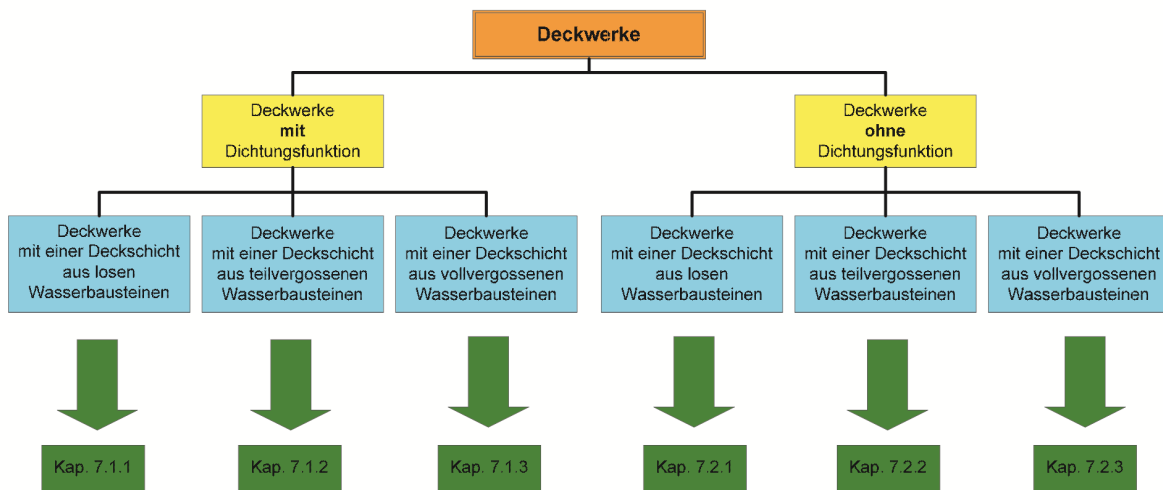 Deckwerke
Deckwerke
mit
Dichtungsfunktion
Deckwerke
ohne
Dichtungsfunktion
Deckwerke
mit einer Deckschicht
aus losen
Wasserbausteinen
Deckwerke
mit einer Deckschicht
aus teilvergossenen
Wasserbausteinen
Deckwerke
mit einer Deckschicht
aus vollvergossenen
Wasserbausteinen
Deckwerke
mit einer Deckschicht
aus losen
Wasserbausteinen
Deckwerke
mit einer Deckschicht
aus teilvergossenen
Wasserbausteinen
Deckwerke
mit einer Deckschicht
aus vollvergossenen
Wasserbausteinen
Kap. 7.1.1
Kap. 7.1.2
Kap. 7.1.3
Kap. 7.2.1
Kap. 7.2.2
Kap. 7.2.3